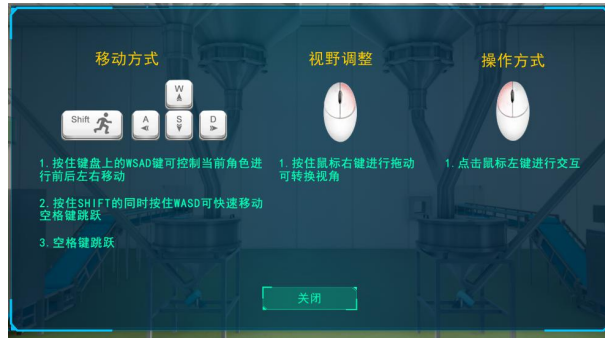 移动方式
W
Shift
A
S
D
1.按住键盘上的WSAD键可控制当前角色进
行前后左右移动
2.按住SHIFT的同时按住WASD可快速移动
空格键跳跃
3.空格键跳跃
视野调整
1.按住鼠标右键进行拖动
可转换视角
操作方式
1.点击鼠标左键进行交互
关闭